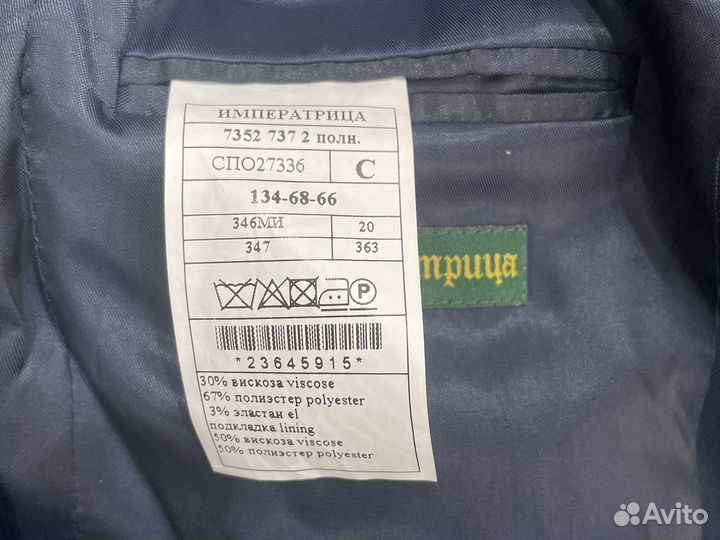 ИМПЕРАТРИЦА
7352 737 2 полн.
СПО27336 С
134-68-66
346МИ 20
347 363
P
*23645915*
30% вискоза viscose
67% полиэстер polyester
3% эластан el
подкладка lining
50% вискоза viscose
50% полиэстер polyester
трица
Avito